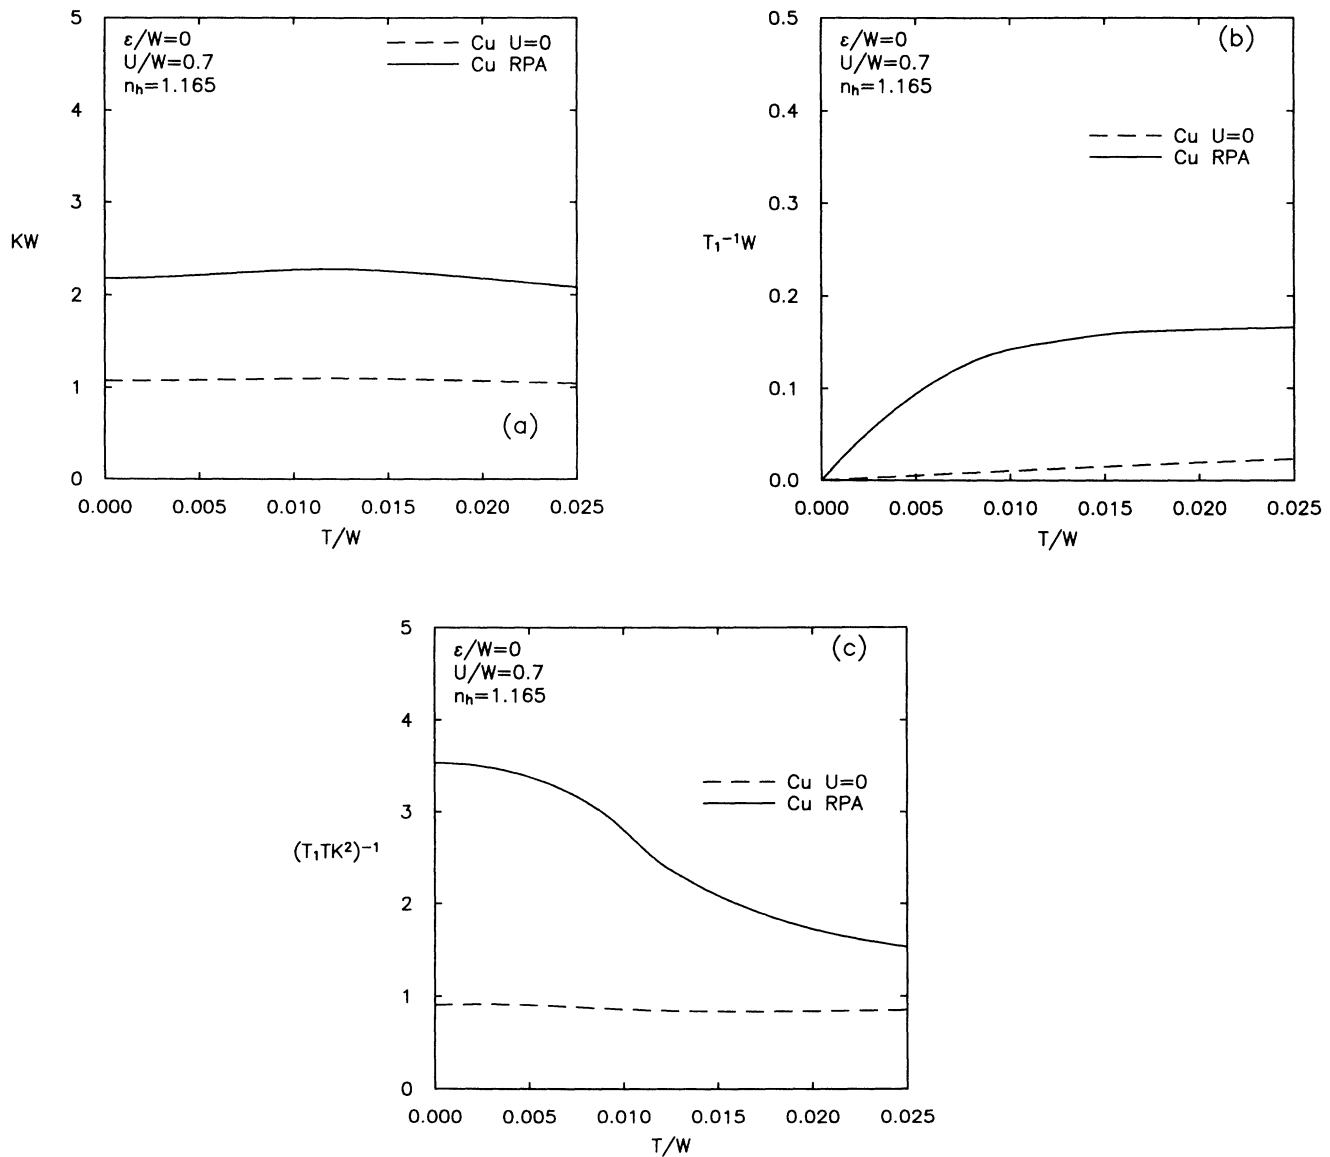 5
4
3
2
1
0
KW
ε/W=0
U/W=0.7
nₕ=1.165
Cu U=0
Cu RPA
(a)
0.000 0.005 0.010 0.015 0.020 0.025
T/W
0.5
0.4
0.3
0.2
0.1
0.0
T₁⁻¹W
ε/W=0
U/W=0.7
nₕ=1.165
(b)
Cu U=0
Cu RPA
0.000 0.005 0.010 0.015 0.020 0.025
T/W
5
4
3
2
1
0
(T₁TK²)⁻¹
ε/W=0
U/W=0.7
nₕ=1.165
(c)
Cu U=0
Cu RPA
0.000 0.005 0.010 0.015 0.020 0.025
T/W